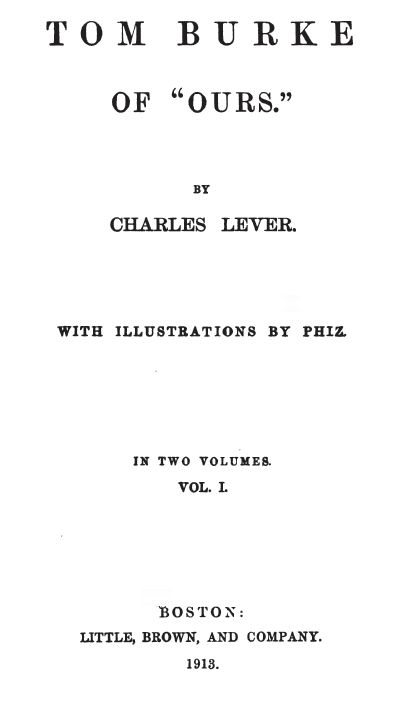 TOM BURKE
OF "OURS."
BY
CHARLES LEVER.
WITH ILLUSTRATIONS BY PHIZ.
IN TWO VOLUMES.
VOL. I.
BOSTON:
LITTLE, BROWN, AND COMPANY.
1913.